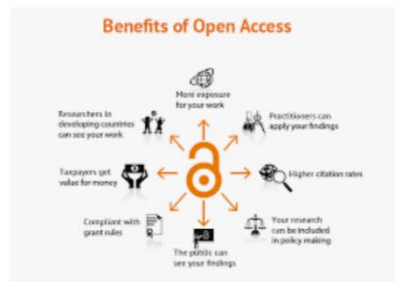 Benefits of Open Access
More exposure
for your work
Researchers in
developing countries
can see your work
Practitioners can
apply your findings
Taxpayers get
value for money
Higher citation rates
Compliant with
grant rules
Your research
can be included
in policy making
The public can
see your findings